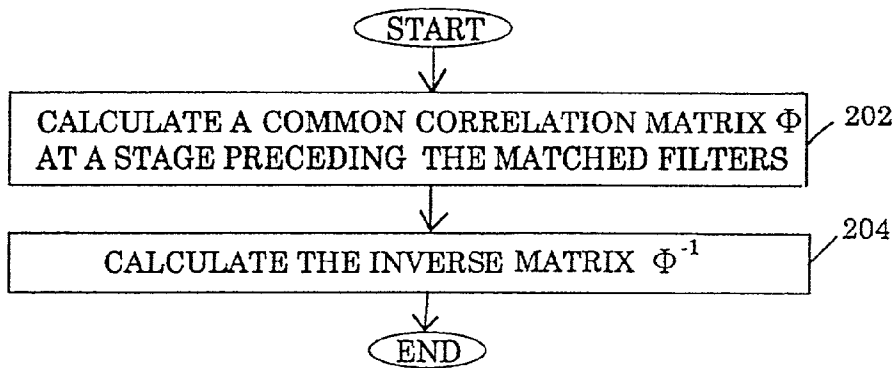 START
CALCULATE A COMMON CORRELATION MATRIX Φ
AT A STAGE PRECEDING THE MATCHED FILTERS
202
CALCULATE THE INVERSE MATRIX Φ⁻¹
204
END